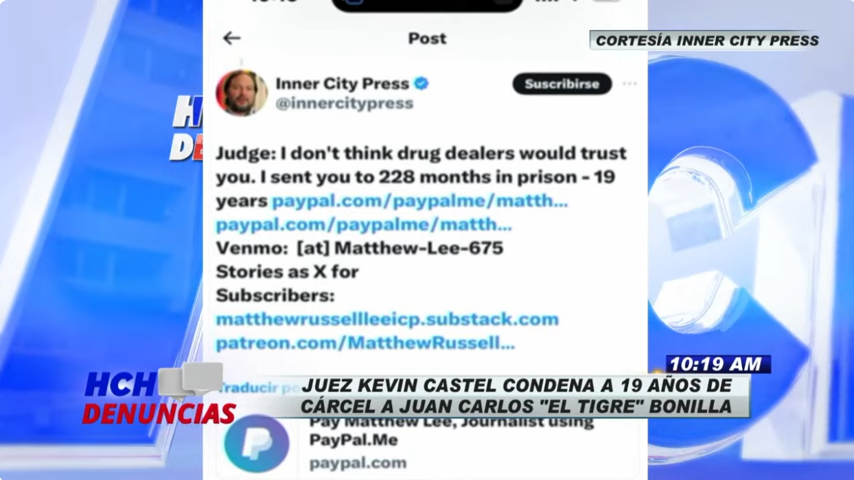 Post
CORTESÍA INNER CITY PRESS
Inner City Press
Suscribirse
@innercitypress
Judge: I don't think drug dealers would trust
you. I sent you to 228 months in prison - 19
years paypal.com/paypalme/matth...
paypal.com/paypalme/matth...
Venmo: [at] Matthew-Lee-675
Stories as X for
Subscribers:
matthewrussellleeicp.substack.com
patreon.com/MatthewRussell...
10:19 AM
HCH
DENUNCIAS
Traducir po
JUEZ KEVIN CASTEL CONDENA A 19 AÑOS DE
CÁRCEL A JUAN CARLOS "EL TIGRE" BONILLA
Pay Matthew Lee, Journalist using
PayPal.Me
paypal.com